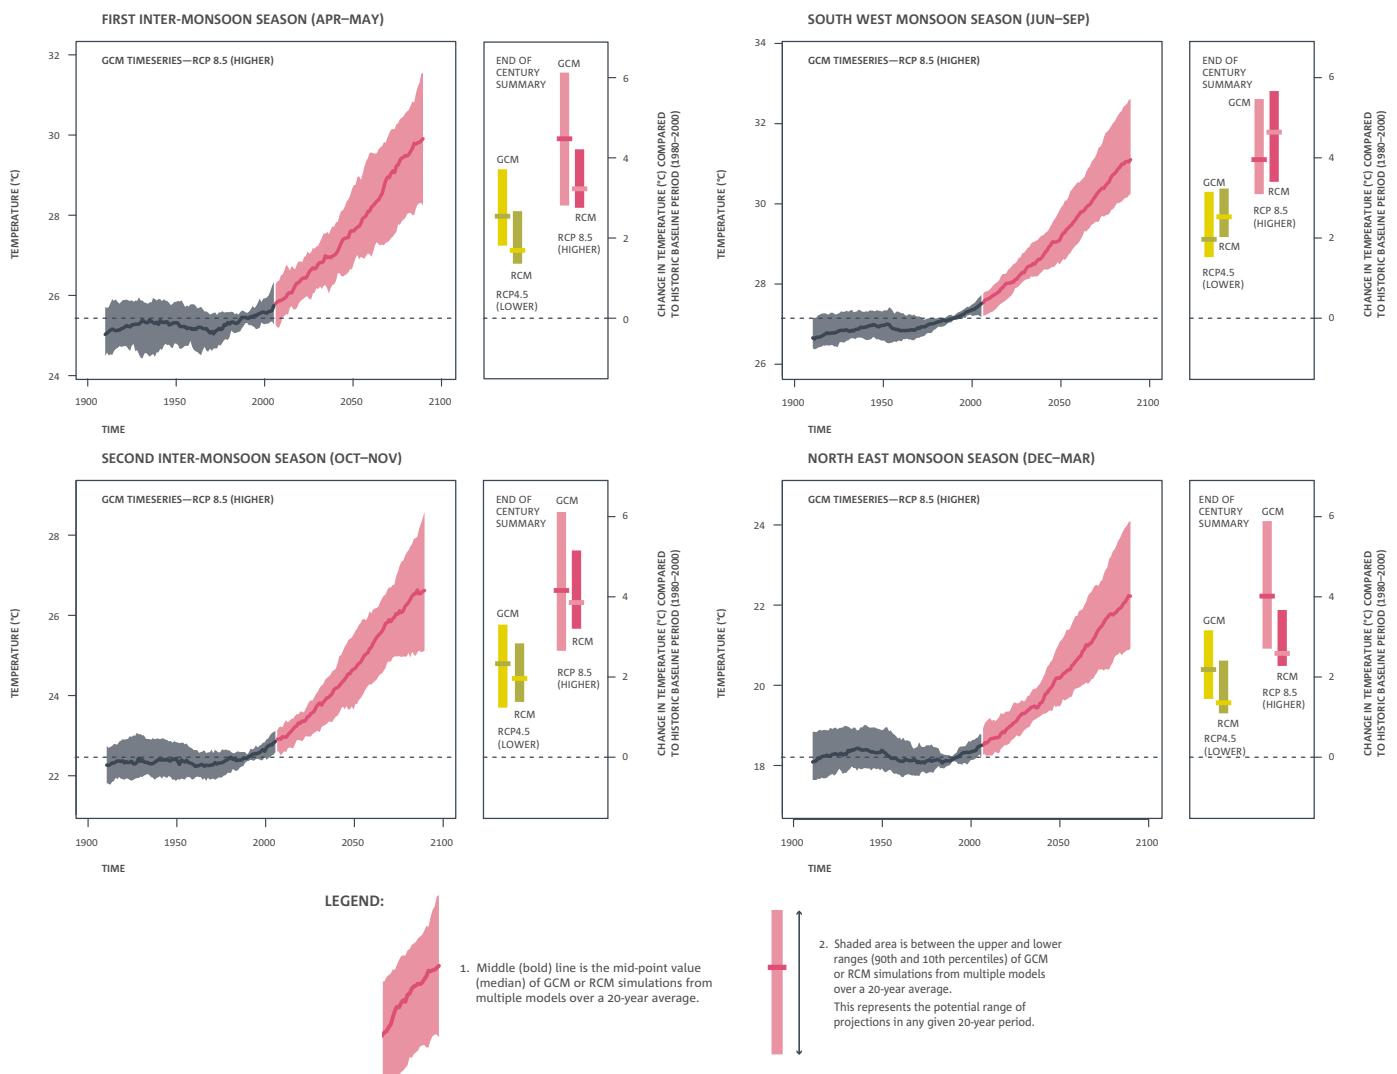 FIRST INTER-MONSOON SEASON (APR–MAY)
GCM TIMESERIES—RCP 8.5 (HIGHER)
TEMPERATURE (°C)
32
30
28
26
24
1900
1950
2000
2050
2100
TIME
END OF
CENTURY
SUMMARY
GCM
GCM
RCM
RCM
RCP 8.5
(HIGHER)
RCP4.5
(LOWER)
6
4
2
0
CHANGE IN TEMPERATURE (°C) COMPARED
TO HISTORIC BASELINE PERIOD (1980–2000)
SOUTH WEST MONSOON SEASON (JUN–SEP)
GCM TIMESERIES—RCP 8.5 (HIGHER)
TEMPERATURE (°C)
34
32
30
28
26
1900
1950
2000
2050
2100
TIME
END OF
CENTURY
SUMMARY
GCM
GCM
RCM
RCP 8.5
(HIGHER)
RCM
RCP4.5
(LOWER)
6
4
2
0
CHANGE IN TEMPERATURE (°C) COMPARED
TO HISTORIC BASELINE PERIOD (1980–2000)
SECOND INTER-MONSOON SEASON (OCT–NOV)
GCM TIMESERIES—RCP 8.5 (HIGHER)
TEMPERATURE (°C)
28
26
24
22
1900
1950
2000
2050
2100
TIME
END OF
CENTURY
SUMMARY
GCM
GCM
RCM
RCP 8.5
(HIGHER)
RCM
RCP4.5
(LOWER)
6
4
2
0
CHANGE IN TEMPERATURE (°C) COMPARED
TO HISTORIC BASELINE PERIOD (1980–2000)
NORTH EAST MONSOON SEASON (DEC–MAR)
GCM TIMESERIES—RCP 8.5 (HIGHER)
TEMPERATURE (°C)
24
22
20
18
1900
1950
2000
2050
2100
TIME
END OF
CENTURY
SUMMARY
GCM
GCM
RCM
RCP 8.5
(HIGHER)
RCM
RCP4.5
(LOWER)
6
4
2
0
CHANGE IN TEMPERATURE (°C) COMPARED
TO HISTORIC BASELINE PERIOD (1980–2000)
LEGEND:
1. Middle (bold) line is the mid-point value
(median) of GCM or RCM simulations from
multiple models over a 20-year average.
2. Shaded area is between the upper and lower
ranges (90th and 10th percentiles) of GCM
or RCM simulations from multiple models
over a 20-year average.
This represents the potential range of
projections in any given 20-year period.